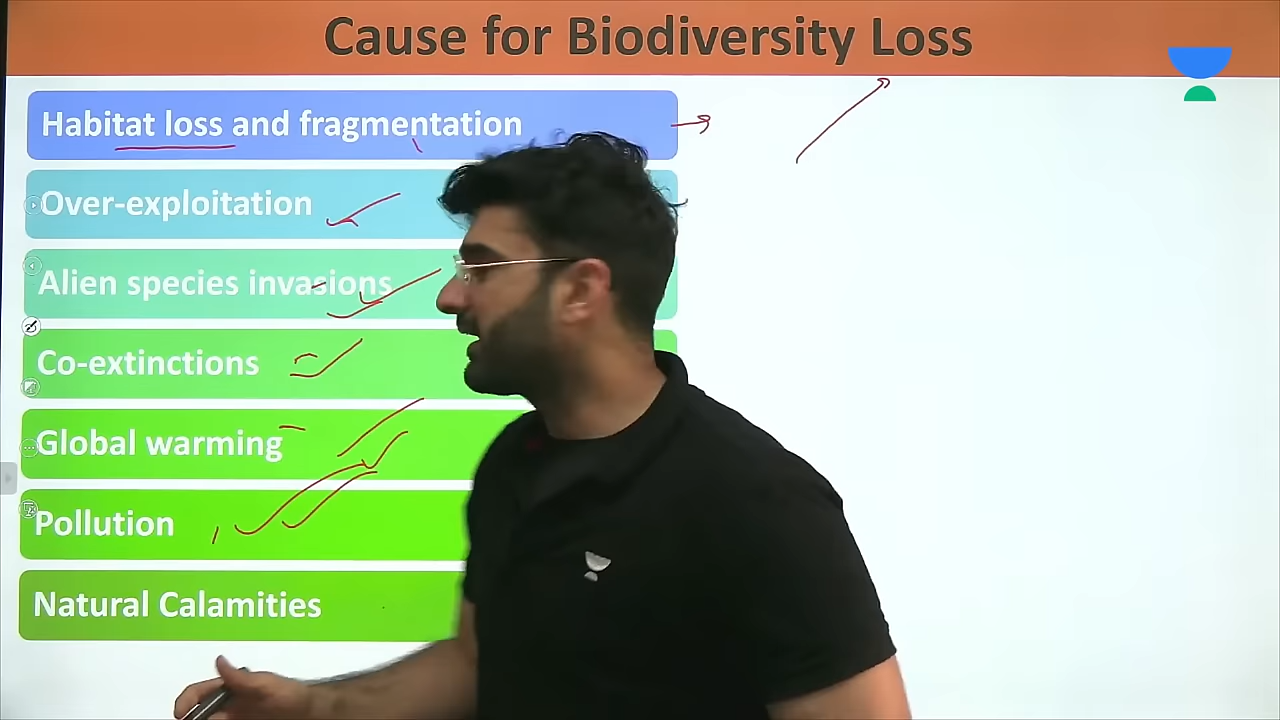 Cause for Biodiversity Loss
Habitat loss and fragmentation
Over-exploitation
Alien species invasions
Co-extinctions
Global warming
Pollution
Natural Calamities